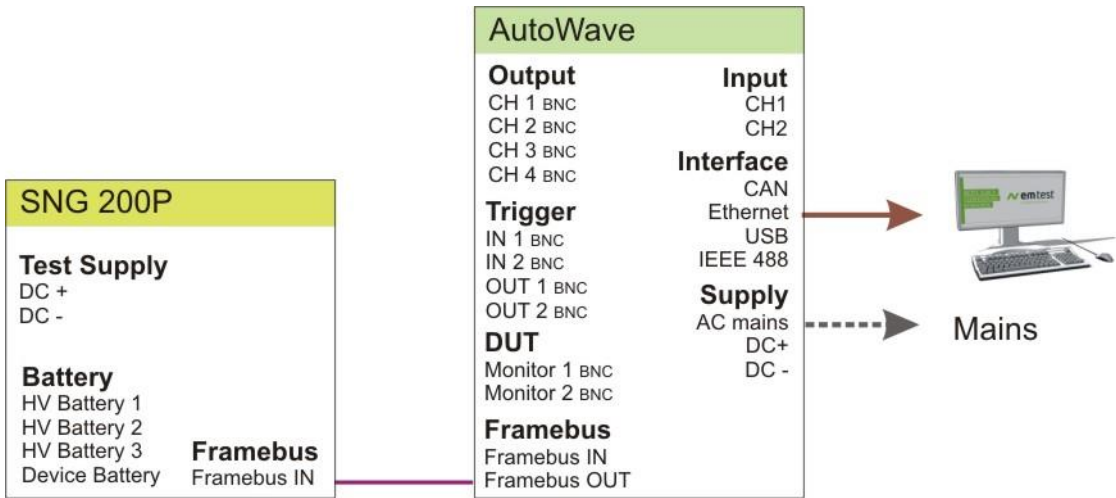 SNG 200P
Test Supply
DC +
DC -
Battery
HV Battery 1
HV Battery 2
HV Battery 3
Device Battery
Framebus
Framebus IN
AutoWave
Output
CH 1 BNC
CH 2 BNC
CH 3 BNC
CH 4 BNC
Trigger
IN 1 BNC
IN 2 BNC
OUT 1 BNC
OUT 2 BNC
DUT
Monitor 1 BNC
Monitor 2 BNC
Framebus
Framebus IN
Framebus OUT
Input
CH1
CH2
Interface
CAN
Ethernet
USB
IEEE 488
Supply
AC mains
DC+
DC -
emtest
Mains